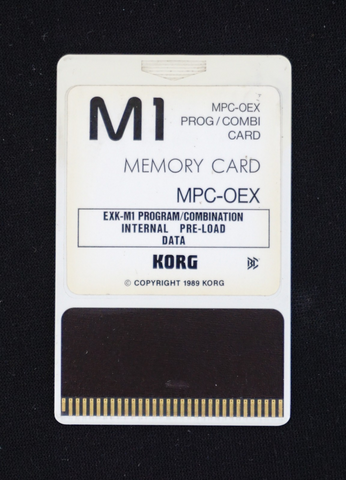 M1
MPC-OEX
PROG/COMBI
CARD
MEMORY CARD
MPC-OEX
EXK-M1 PROGRAM/COMBINATION
INTERNAL PRE-LOAD
DATA
KORG
© COPYRIGHT 1989 KORG